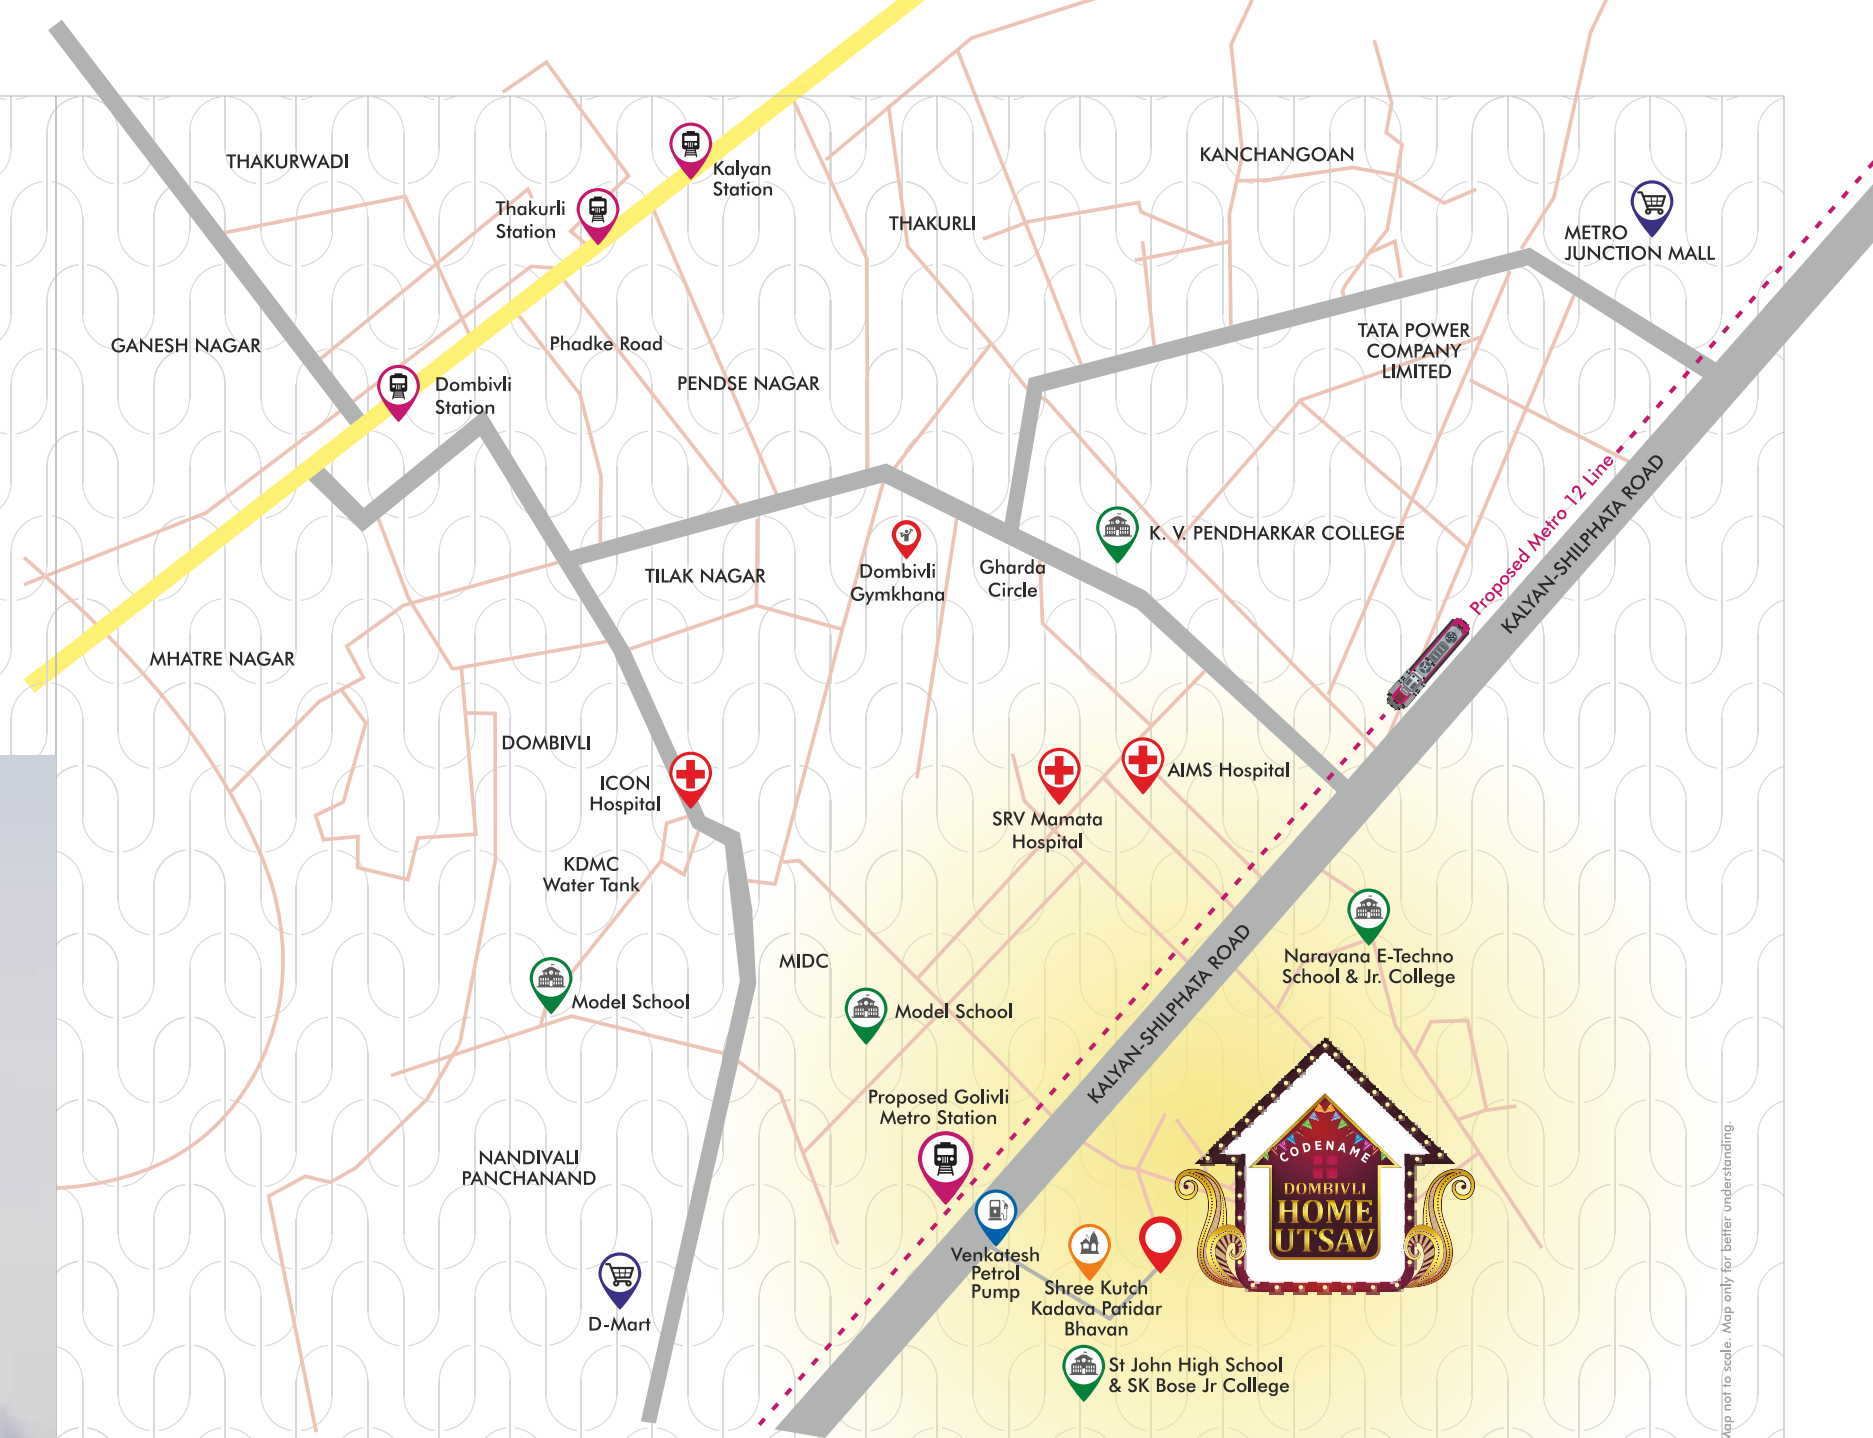 THAKURWADI
Kalyan
Station
Thakurli
Station
THAKURLI
KANCHANGOAN
METRO
JUNCTION MALL
GANESH NAGAR
Phadke Road
PENDSE NAGAR
Dombivli
Station
TATA POWER
COMPANY
LIMITED
Proposed Metro 12 Line
KALYAN-SHILPHATA ROAD
K. V. PENDHARKAR COLLEGE
TILAK NAGAR
Dombivli
Gymkhana
Gharda
Circle
MHATRE NAGAR
DOMBIVLI
ICON
Hospital
AIMS Hospital
SRV Mamata
Hospital
KDMC
Water Tank
MIDC
Model School
Model School
KALYAN-SHILPHATA ROAD
Narayana E-Techno
School & Jr. College
Proposed Golivli
Metro Station
NANDIVALI
PANCHANAND
CODENAME
DOMBIVLI
HOME
UTSAV
Venkatesh
Petrol
Pump
Shree Kutch
Kadava Patidar
Bhavan
D-Mart
St John High School
& SK Bose Jr College
Map not to scale. Map only for better understanding.